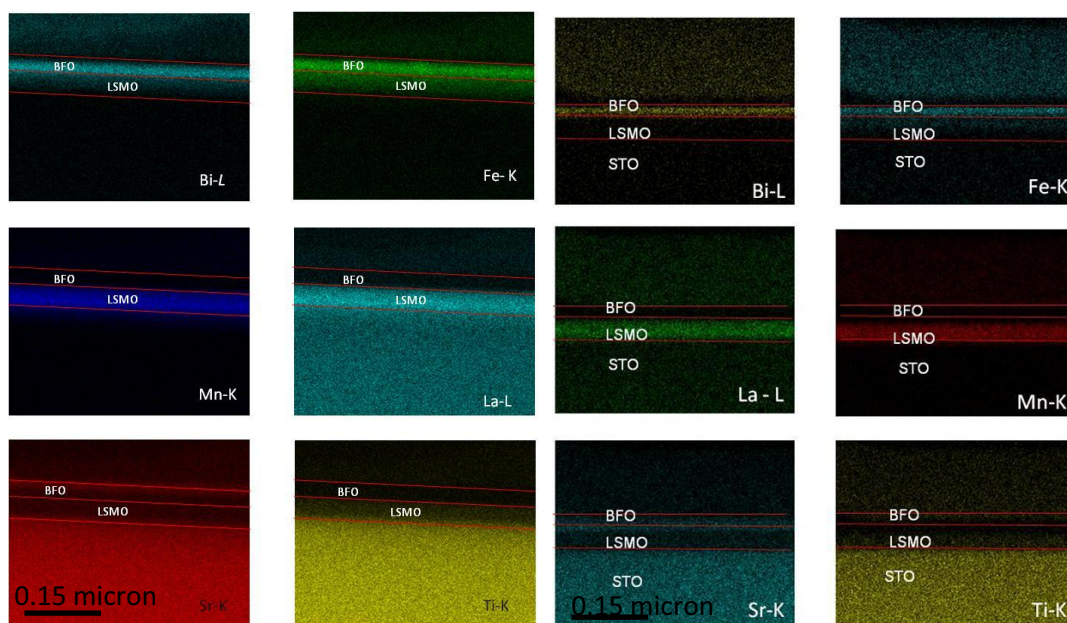 BFO
LSMO
Bi-L
BFO
LSMO
Fe- K
BFO
LSMO
STO
Bi-L
BFO
LSMO
STO
Fe-K
BFO
LSMO
Mn-K
BFO
LSMO
La-L
BFO
LSMO
STO
La - L
BFO
LSMO
STO
Mn-K
BFO
LSMO
0.15 micron
Sr-K
BFO
LSMO
Ti-K
BFO
LSMO
STO
0.15 micron
Sr-K
BFO
LSMO
STO
Ti-K